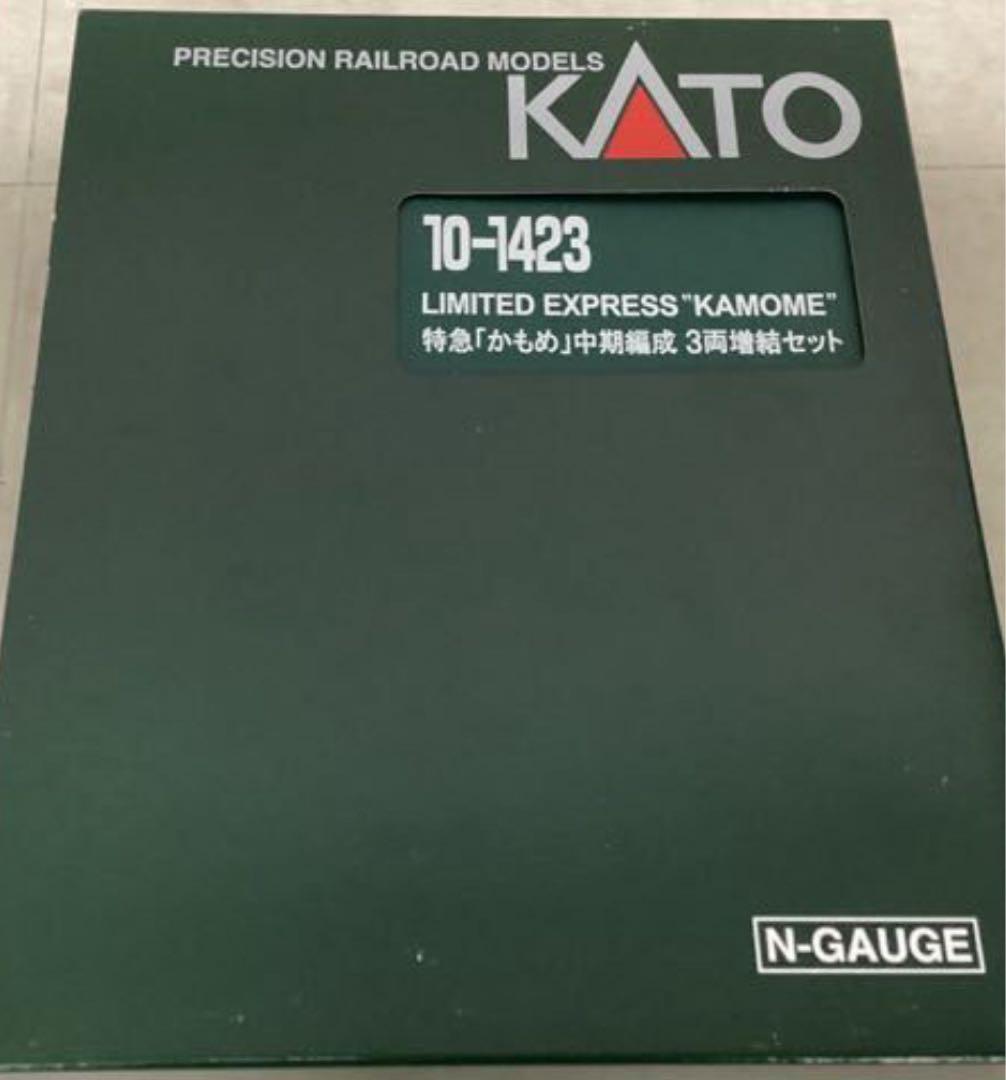 PRECISION RAILROAD MODELS
KATO
10-1423
LIMITED EXPRESS "KAMOME"
特急「かもめ」中期編成 3両増結セット
N-GAUGE